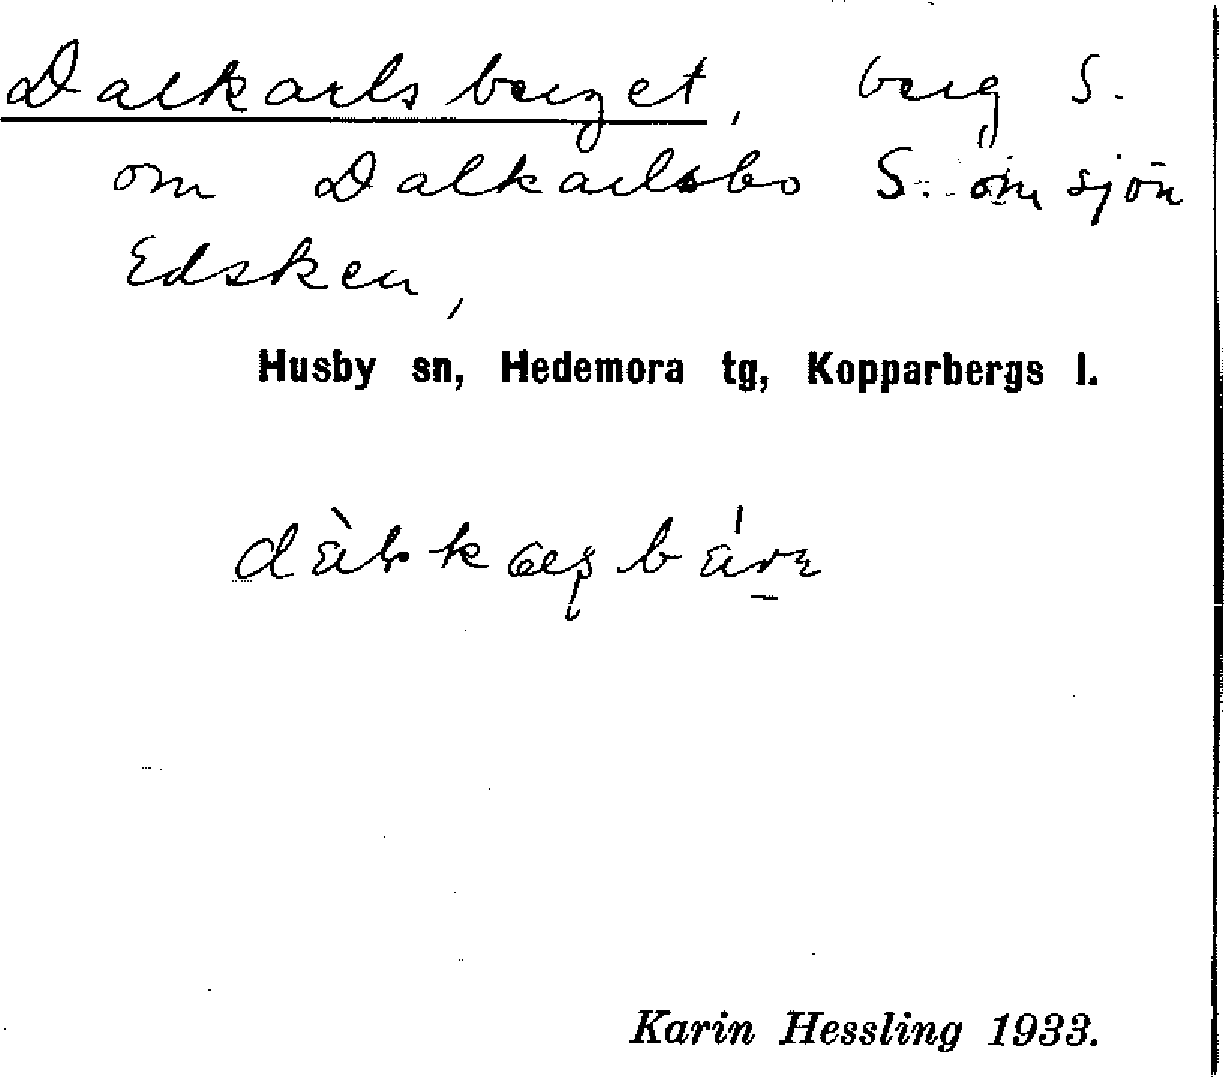 Dalkarlsberget, berg S.
om Dalkarlsbo S. om sjön
Edsken,
Husby sn, Hedemora tg, Kopparbergs l.
Karin Hessling 1933.